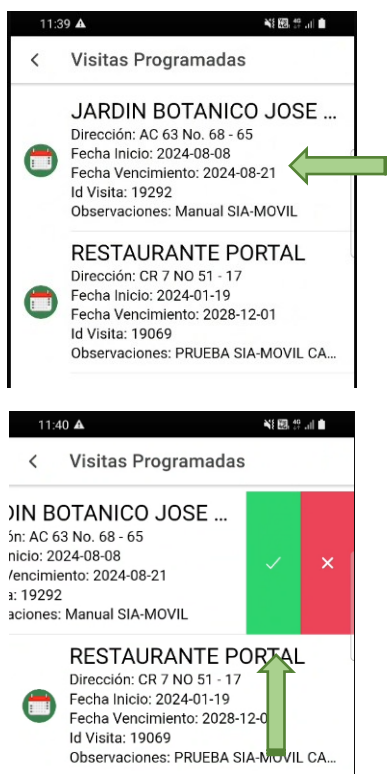 11:39
Visitas Programadas
JARDIN BOTANICO JOSE ...
Dirección: AC 63 No. 68 - 65
Fecha Inicio: 2024-08-08
Fecha Vencimiento: 2024-08-21
Id Visita: 19292
Observaciones: Manual SIA-MOVIL
RESTAURANTE PORTAL
Dirección: CR 7 NO 51 - 17
Fecha Inicio: 2024-01-19
Fecha Vencimiento: 2028-12-01
Id Visita: 19069
Observaciones: PRUEBA SIA-MOVIL CA...
11:40
Visitas Programadas
DIN BOTANICO JOSE ...
ón: AC 63 No. 68 - 65
nicio: 2024-08-08
Vencimiento: 2024-08-21
a: 19292
aciones: Manual SIA-MOVIL
RESTAURANTE PORTAL
Dirección: CR 7 NO 51 - 17
Fecha Inicio: 2024-01-19
Fecha Vencimiento: 2028-12-0
Id Visita: 19069
Observaciones: PRUEBA SIA-MOVIL CA...